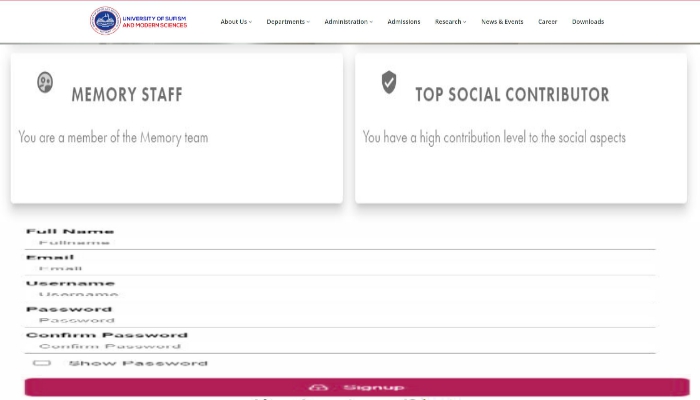 UNIVERSITY OF SUFISM
AND MODERN SCIENCES
About Us
Departments
Administration
Admissions
Research
News & Events
Career
Downloads
MEMORY STAFF
You are a member of the Memory team
TOP SOCIAL CONTRIBUTOR
You have a high contribution level to the social aspects
Full Name
Fullname
Email
Email
Username
Username
Password
Password
Confirm Password
Confirm Password
Show Password
Signup